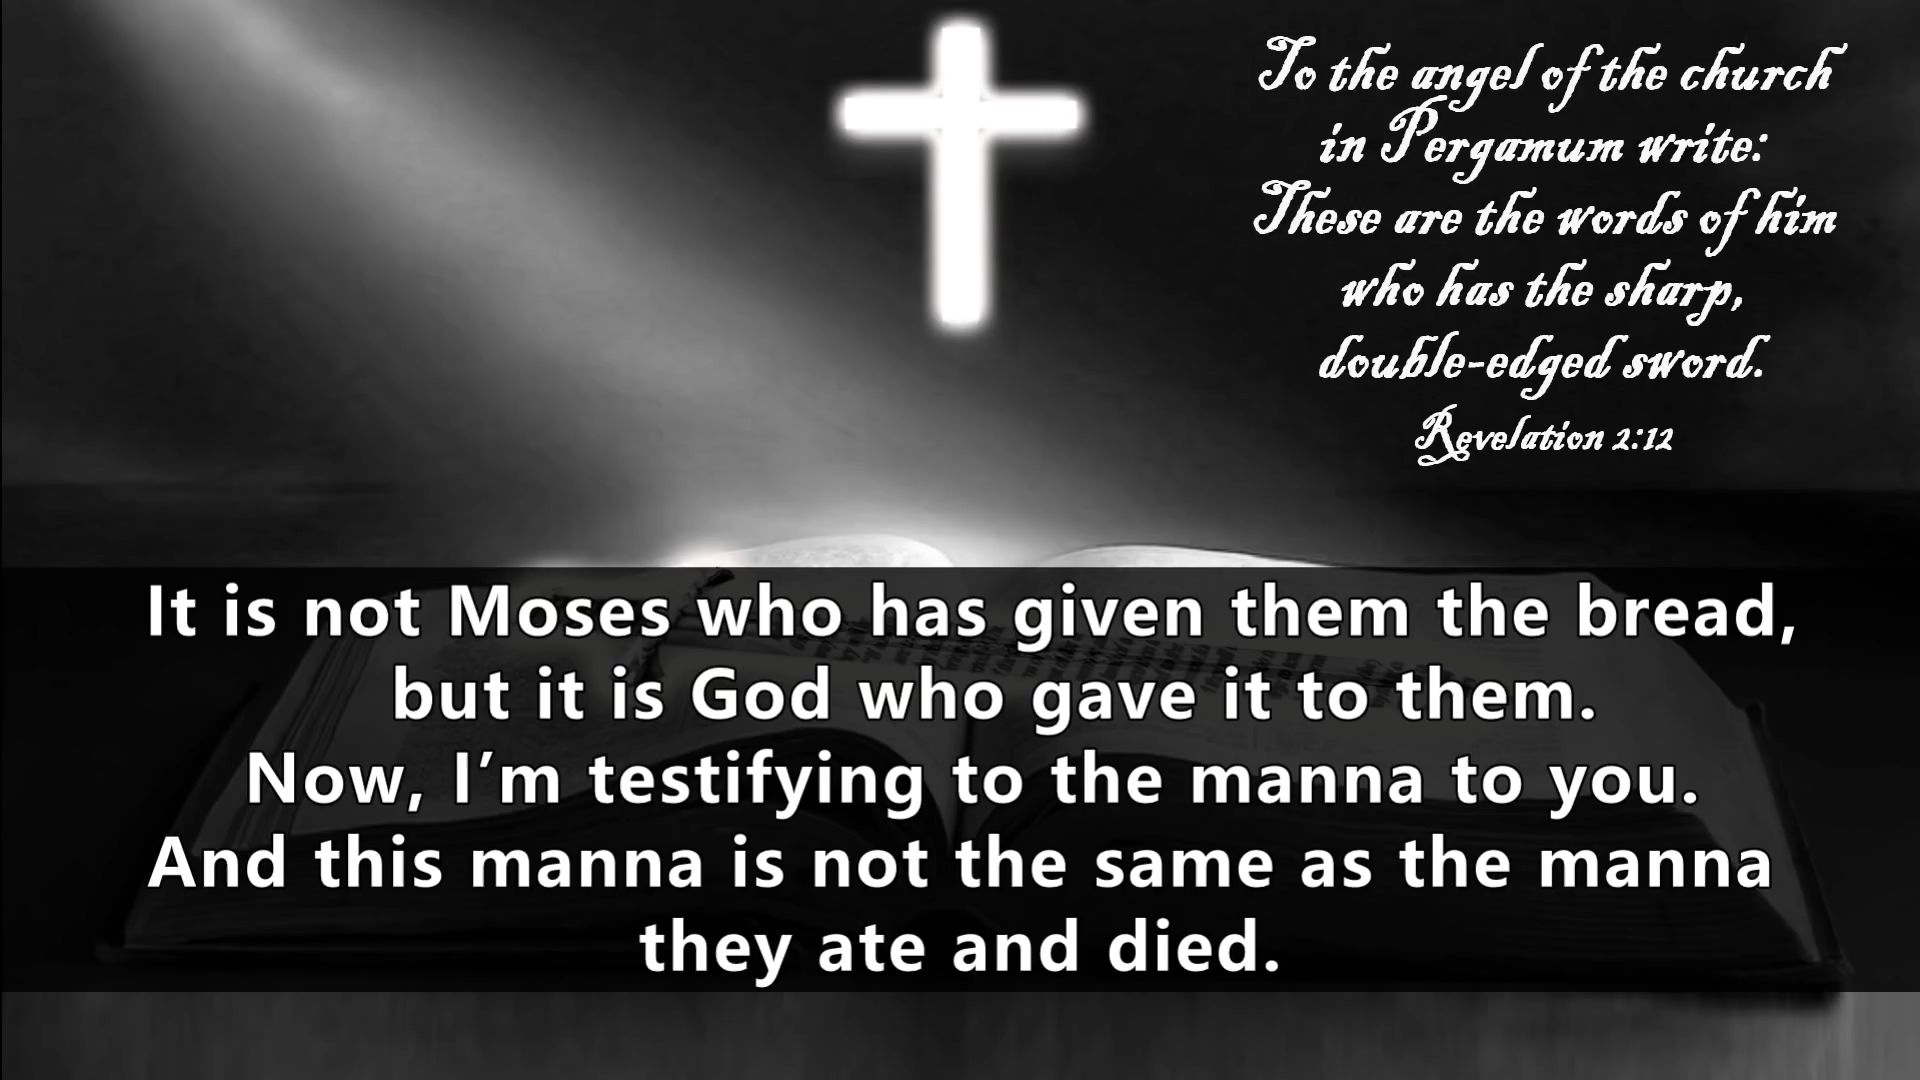 To the angel of the church
in Pergamum write:
These are the words of him
who has the sharp,
double-edged sword.
Revelation 2:12
It is not Moses who has given them the bread,
but it is God who gave it to them.
Now, I’m testifying to the manna to you.
And this manna is not the same as the manna
they ate and died.